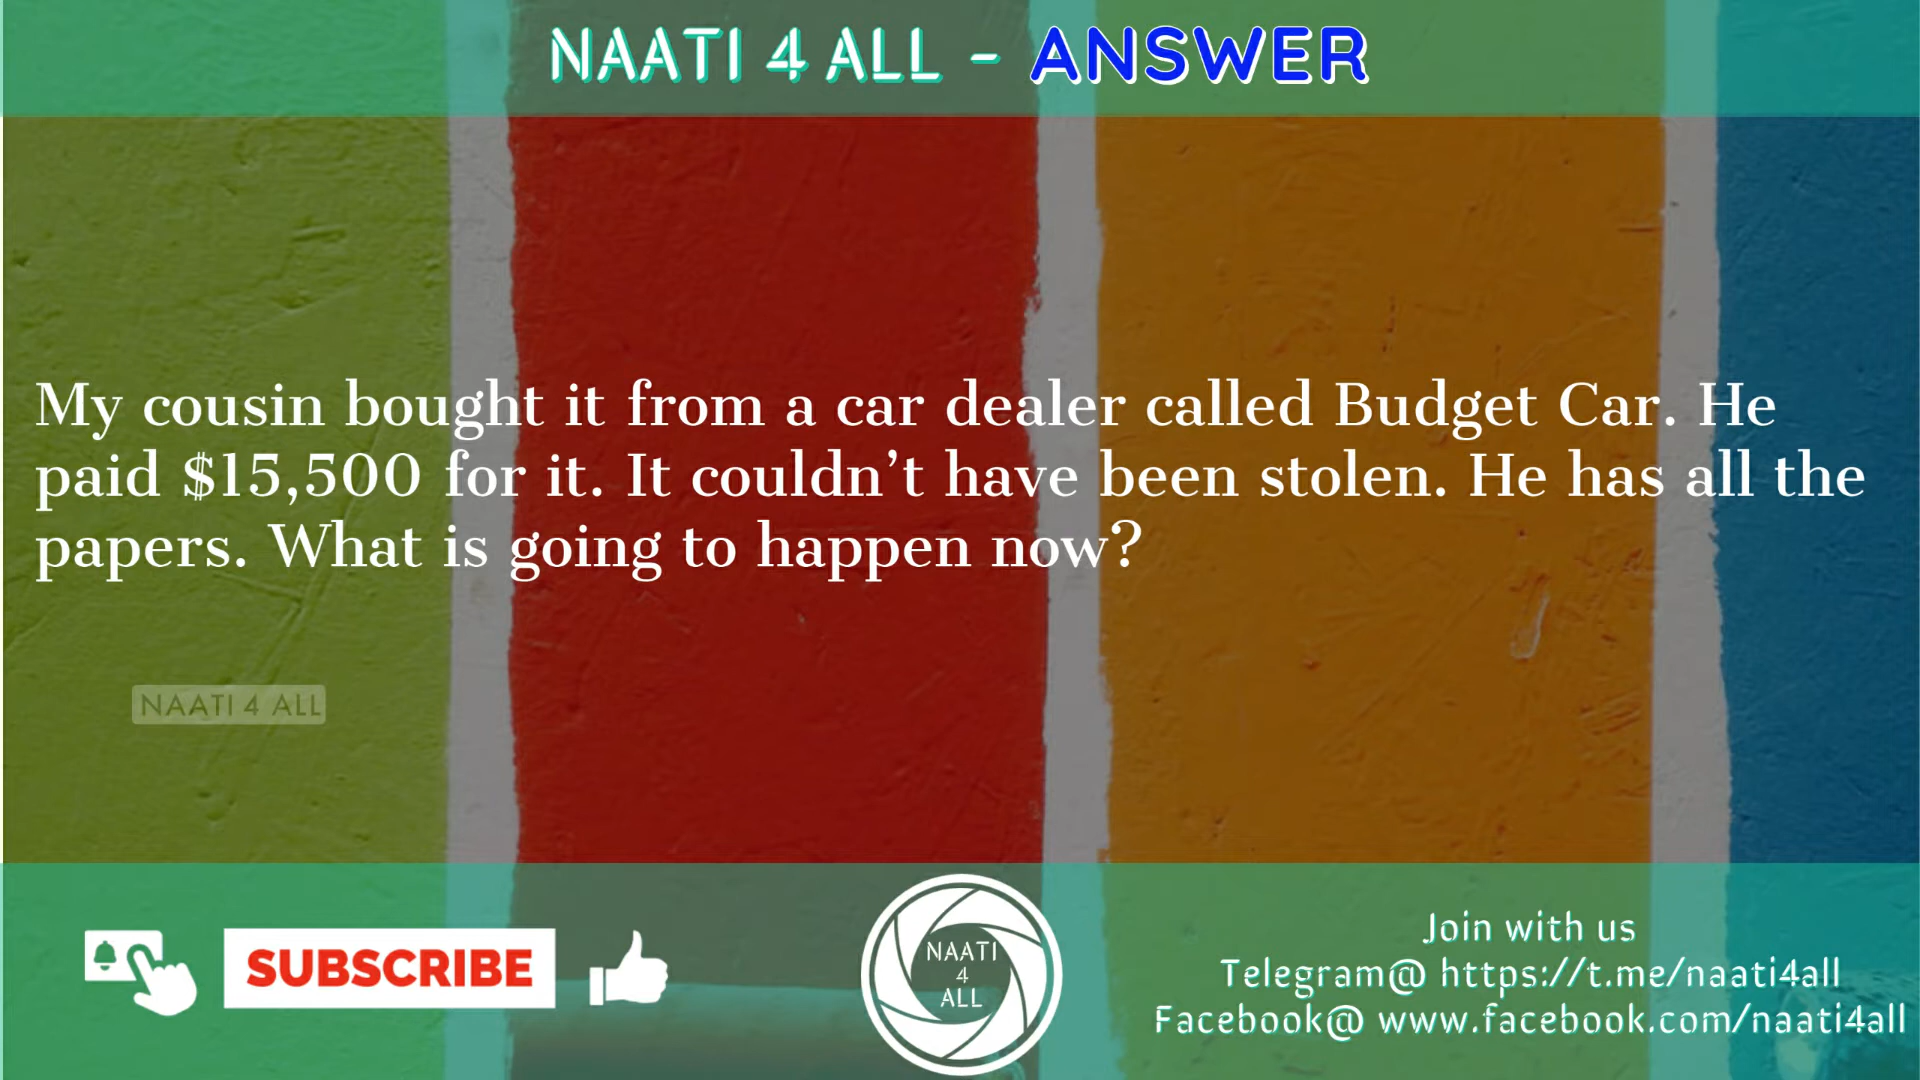 NAATI 4 ALL - ANSWER
My cousin bought it from a car dealer called Budget Car. He
paid $15,500 for it. It couldn’t have been stolen. He has all the
papers. What is going to happen now?
NAATI 4 ALL
SUBSCRIBE
NAATI
4
ALL
Join with us
Telegram@ https://t.me/naati4all
Facebook@ www.facebook.com/naati4all